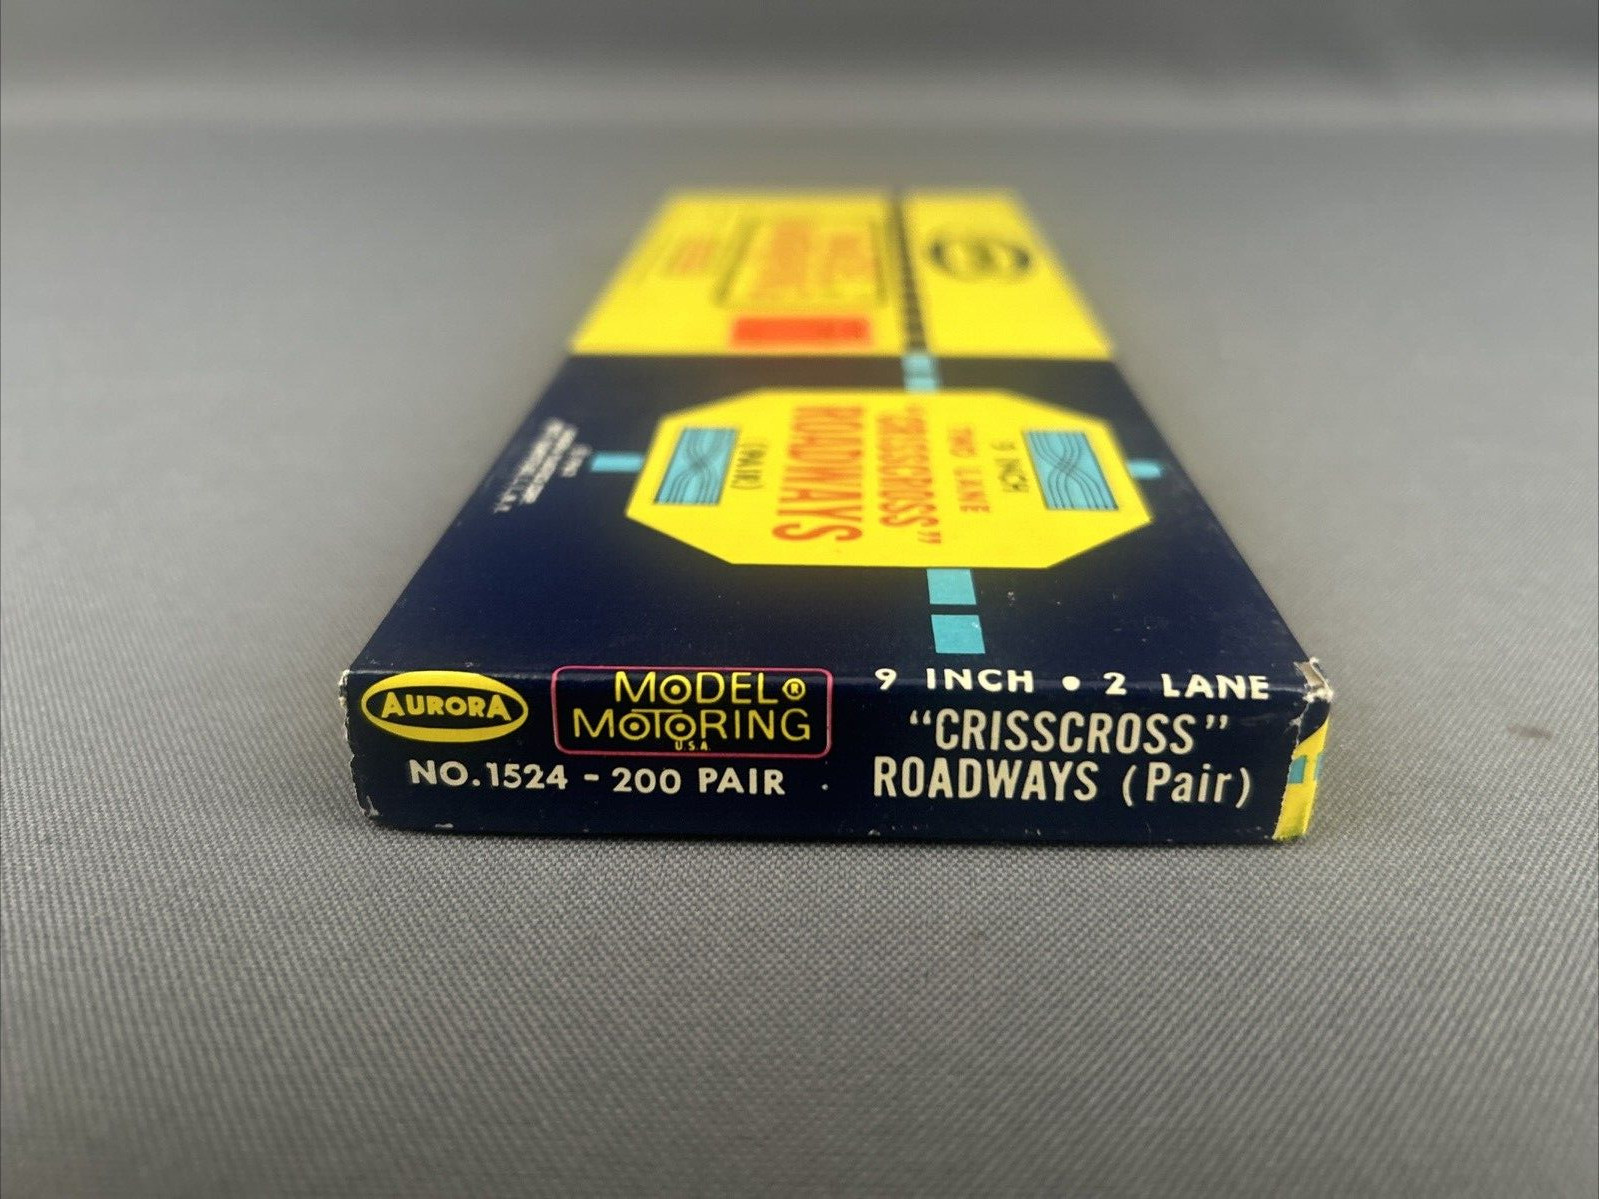 AURORA
MODEL®
MOTORING
U.S.A.
NO. 1524 - 200 PAIR
9 INCH • 2 LANE
"CRISSCROSS"
ROADWAYS (Pair)
9 INCH
TWO LANE
"CRISSCROSS"
ROADWAYS
(PAIR)